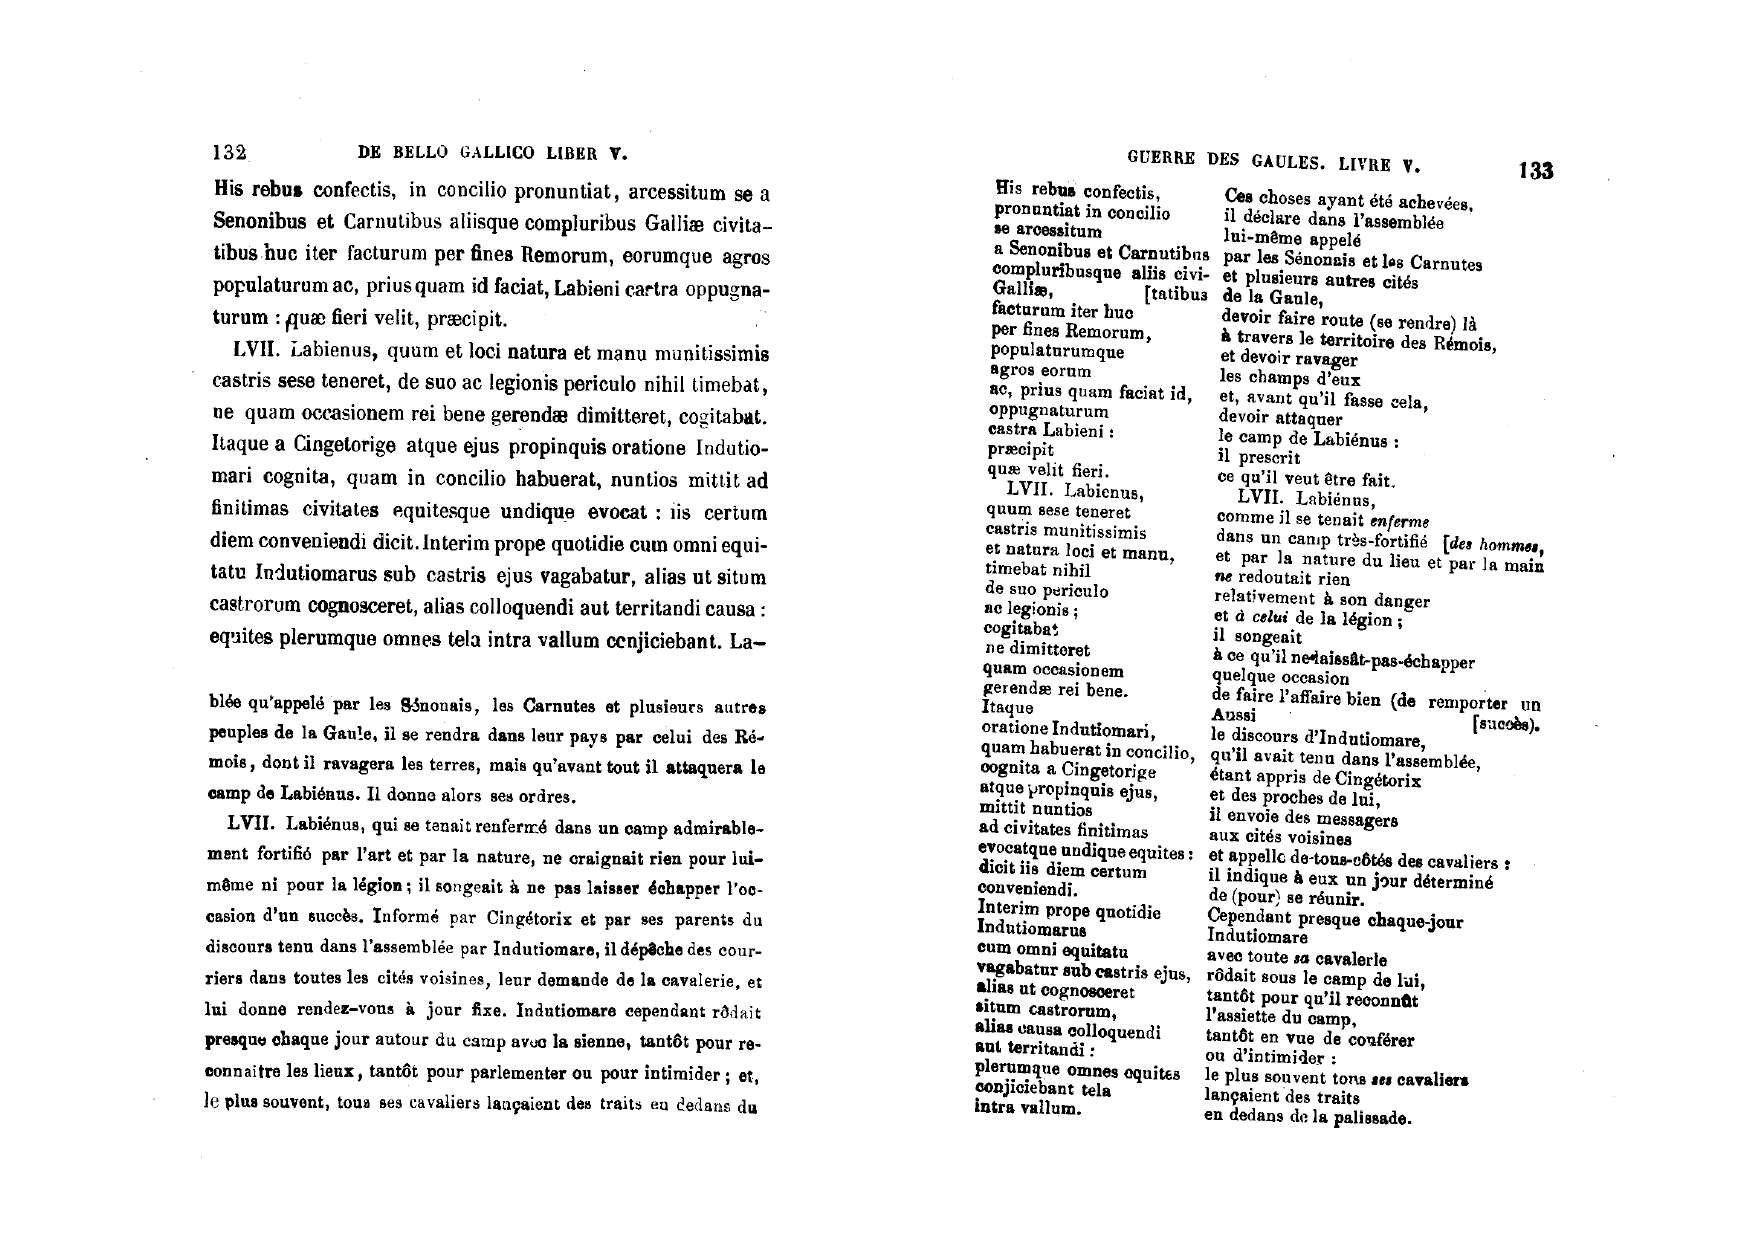 132 DE BELLO GALLICO LIBER V.
His rebus confectis, in concilio pronuntiat, arcessitum se a
Senonibus et Carnutibus aliisque compluribus Galliæ civita-
tibus huc iter facturum per fines Remorum, eorumque agros
populaturum ac, priusquam id faciat, Labieni castra oppugna-
turum : quæ fieri velit, præcipit.
LVII. Labienus, quum et loci natura et manu munitissimis
castris sese teneret, de suo ac legionis periculo nihil timebat,
ne quam occasionem rei bene gerendæ dimitteret, cogitabat.
Itaque a Cingetorige atque ejus propinquis oratione Indutio-
mari cognita, quam in concilio habuerat, nuntios mittit ad
finitimas civitates equitesque undique evocat : iis certum
diem conveniendi dicit. Interim prope quotidie cum omni equi-
tatu Indutiomarus sub castris ejus vagabatur, alias ut situm
castrorum cognosceret, alias colloquendi aut territandi causa :
equites plerumque omnes tela intra vallum conjiciebant. La-
blée qu'appelé par les Sénonais, les Carnutes et plusieurs autres
peuples de la Gaule, il se rendra dans leur pays par celui des Ré-
mois, dont il ravagera les terres, mais qu'avant tout il attaquera le
camp de Labiénus. Il donne alors ses ordres.
LVII. Labiénus, qui se tenait renfermé dans un camp admirable-
ment fortifié par l'art et par la nature, ne craignait rien pour lui-
même ni pour la légion ; il songeait à ne pas laisser échapper l'oc-
casion d'un succès. Informé par Cingétorix et par ses parents du
discours tenu dans l'assemblée par Indutiomare, il dépêche des cour-
riers dans toutes les cités voisines, leur demande de la cavalerie, et
lui donne rendez-vous à jour fixe. Indutiomare cependant rôdait
presque chaque jour autour du camp avec la sienne, tantôt pour re-
connaitre les lieux, tantôt pour parlementer ou pour intimider ; et,
le plus souvent, tous ses cavaliers lançaient des traits en dedans du
GUERRE DES GAULES. LIVRE V. 133
His rebus confectis,
pronuntiat in concilio
se arcessitum
a Senonibus et Carnutibus
compluribusque aliis civi-
Galliæ, [tatibus
facturum iter huc
per fines Remorum,
populaturumque
agros eorum
ac, prius quam faciat id,
oppugnaturum
castra Labieni :
præcipit
quæ velit fieri.
LVII. Labienus,
quum sese teneret
castris munitissimis
et natura loci et manu,
timebat nihil
de suo periculo
ac legionis ;
cogitabat
ne dimitteret
quam occasionem
gerendæ rei bene.
Itaque
oratione Indutiomari,
quam habuerat in concilio,
cognita a Cingetorige
atque propinquis ejus,
mittit nuntios
ad civitates finitimas
evocatque undique equites :
dicit iis diem certum
conveniendi.
Interim prope quotidie
Indutiomarus
cum omni equitatu
vagabatur sub castris ejus,
alias ut cognosceret
situm castrorum,
alias causa colloquendi
aut territandi :
plerumque omnes equites
conjiciebant tela
intra vallum.
Ces choses ayant été achevées,
il déclare dans l'assemblée
lui-même appelé
par les Sénonais et les Carnutes
et plusieurs autres cités
de la Gaule,
devoir faire route (se rendre) là
à travers le territoire des Rémois,
et devoir ravager
les champs d'eux
et, avant qu'il fasse cela,
devoir attaquer
le camp de Labiénus :
il prescrit
ce qu'il veut être fait.
LVII. Labiénus,
comme il se tenait enferme
dans un camp très-fortifié [des hommes,
et par la nature du lieu et par la main
ne redoutait rien
relativement à son danger
et à celui de la légion ;
il songeait
à ce qu'il ne laissât-pas-échapper
quelque occasion
de faire l'affaire bien (de remporter un
Aussi [succès).
le discours d'Indutiomare,
qu'il avait tenu dans l'assemblée,
étant appris de Cingétorix
et des proches de lui,
il envoie des messagers
aux cités voisines
et appelle de-tous-côtés des cavaliers :
il indique à eux un jour déterminé
de (pour) se réunir.
Cependant presque chaque-jour
Indutiomare
avec toute sa cavalerie
rôdait sous le camp de lui,
tantôt pour qu'il reconnût
l'assiette du camp,
tantôt en vue de conférer
ou d'intimider :
le plus souvent tous ses cavaliers
lançaient des traits
en dedans de la palissade.